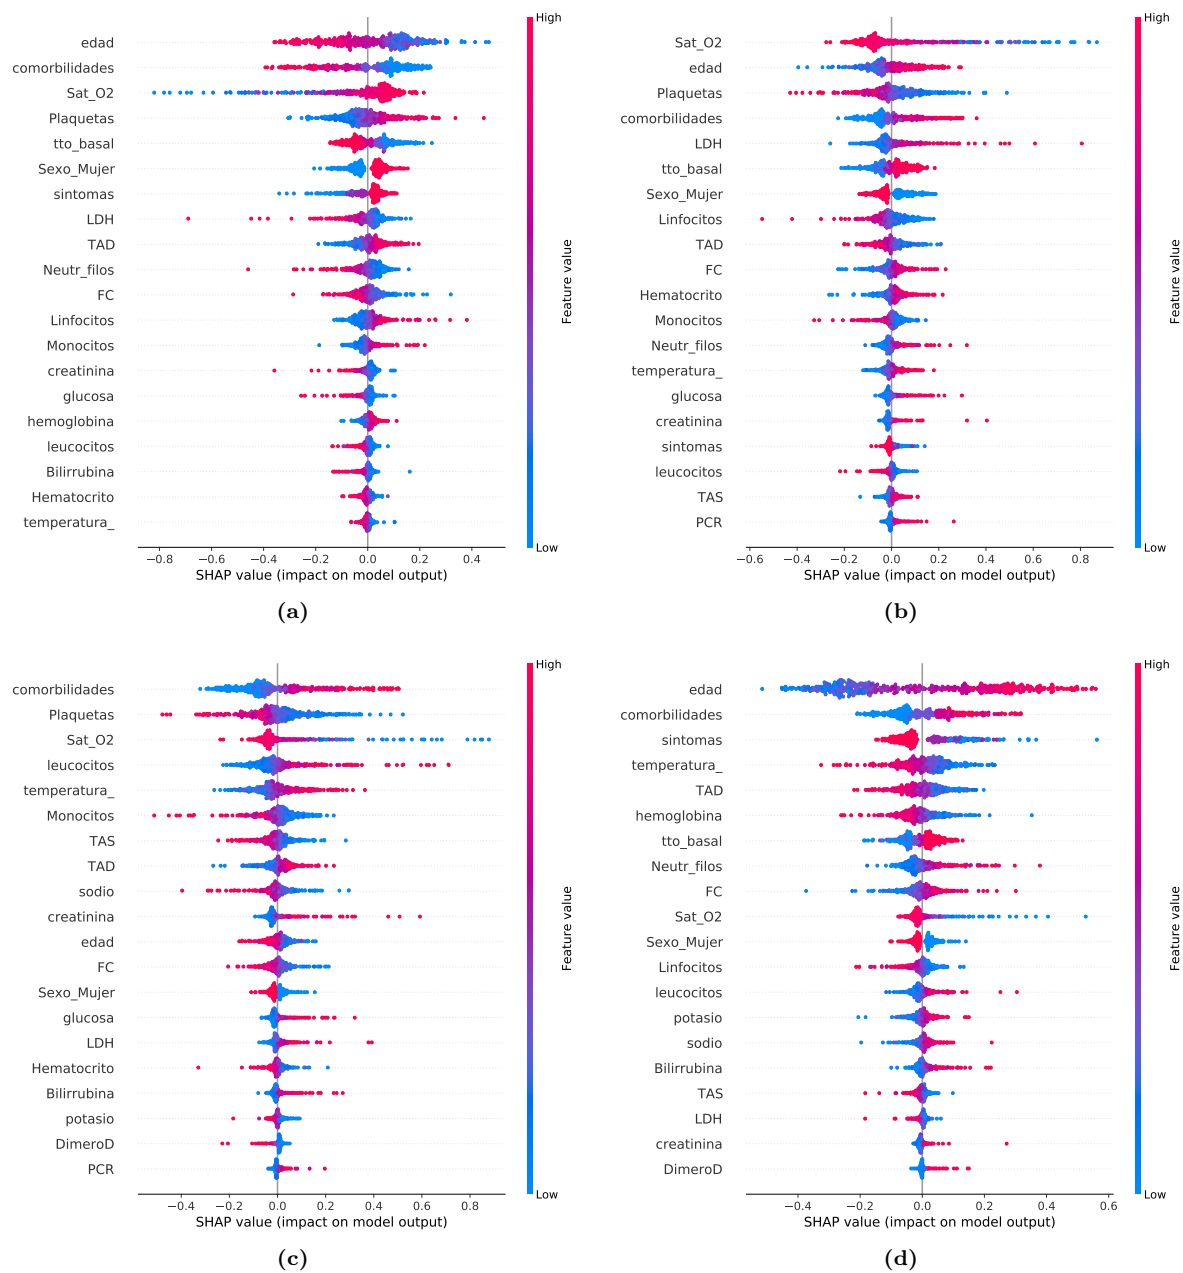 edad
comorbilidades
Sat_O2
Plaquetas
tto_basal
Sexo_Mujer
sintomas
LDH
TAD
Neutr_filos
FC
Linfocitos
Monocitos
creatinina
glucosa
hemoglobina
leucocitos
Bilirrubina
Hematocrito
temperatura_
−0.8 −0.6 −0.4 −0.2 0.0 0.2 0.4
SHAP value (impact on model output)
High
Feature value
Low
(a)
Sat_O2
edad
Plaquetas
comorbilidades
LDH
tto_basal
Sexo_Mujer
Linfocitos
TAD
FC
Hematocrito
Monocitos
Neutr_filos
temperatura_
glucosa
creatinina
sintomas
leucocitos
TAS
PCR
−0.6 −0.4 −0.2 0.0 0.2 0.4 0.6 0.8
SHAP value (impact on model output)
High
Feature value
Low
(b)
comorbilidades
Plaquetas
Sat_O2
leucocitos
temperatura_
Monocitos
TAS
TAD
sodio
creatinina
edad
FC
Sexo_Mujer
glucosa
LDH
Hematocrito
Bilirrubina
potasio
DimeroD
PCR
−0.4 −0.2 0.0 0.2 0.4 0.6 0.8
SHAP value (impact on model output)
High
Feature value
Low
(c)
edad
comorbilidades
sintomas
temperatura_
TAD
hemoglobina
tto_basal
Neutr_filos
FC
Sat_O2
Sexo_Mujer
Linfocitos
leucocitos
potasio
sodio
Bilirrubina
TAS
LDH
creatinina
DimeroD
−0.4 −0.2 0.0 0.2 0.4 0.6
SHAP value (impact on model output)
High
Feature value
Low
(d)